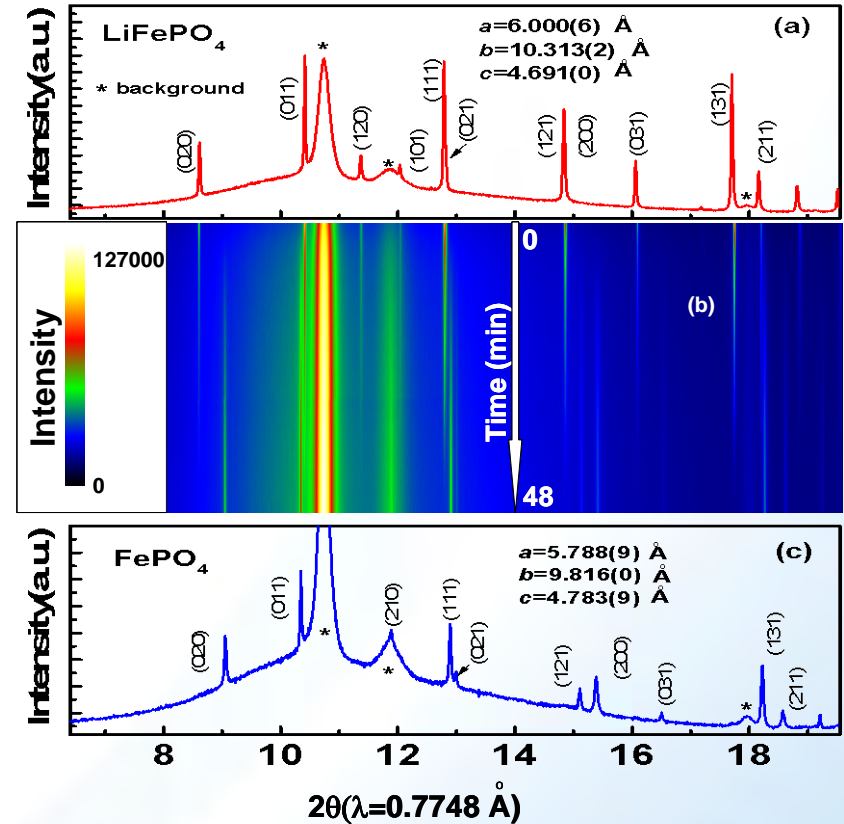 LiFePO4
a=6.000(6) Å
b=10.313(2) Å
c=4.691(0) Å
(a)
* background
Intensity(a.u.)
(020)
(011)
*
(120)
*
(101)
(111)
(021)
(121)
(200)
(031)
(131)
*
(211)
127000
0
Intensity
0
Time (min)
48
(b)
FePO4
a=5.788(9) Å
b=9.816(0) Å
c=4.783(9) Å
(c)
Intensity(a.u.)
(020)
(011)
*
(210)
*
(111)
(021)
(121)
(200)
(031)
*
(131)
(211)
8 10 12 14 16 18
2θ(λ=0.7748 Å)